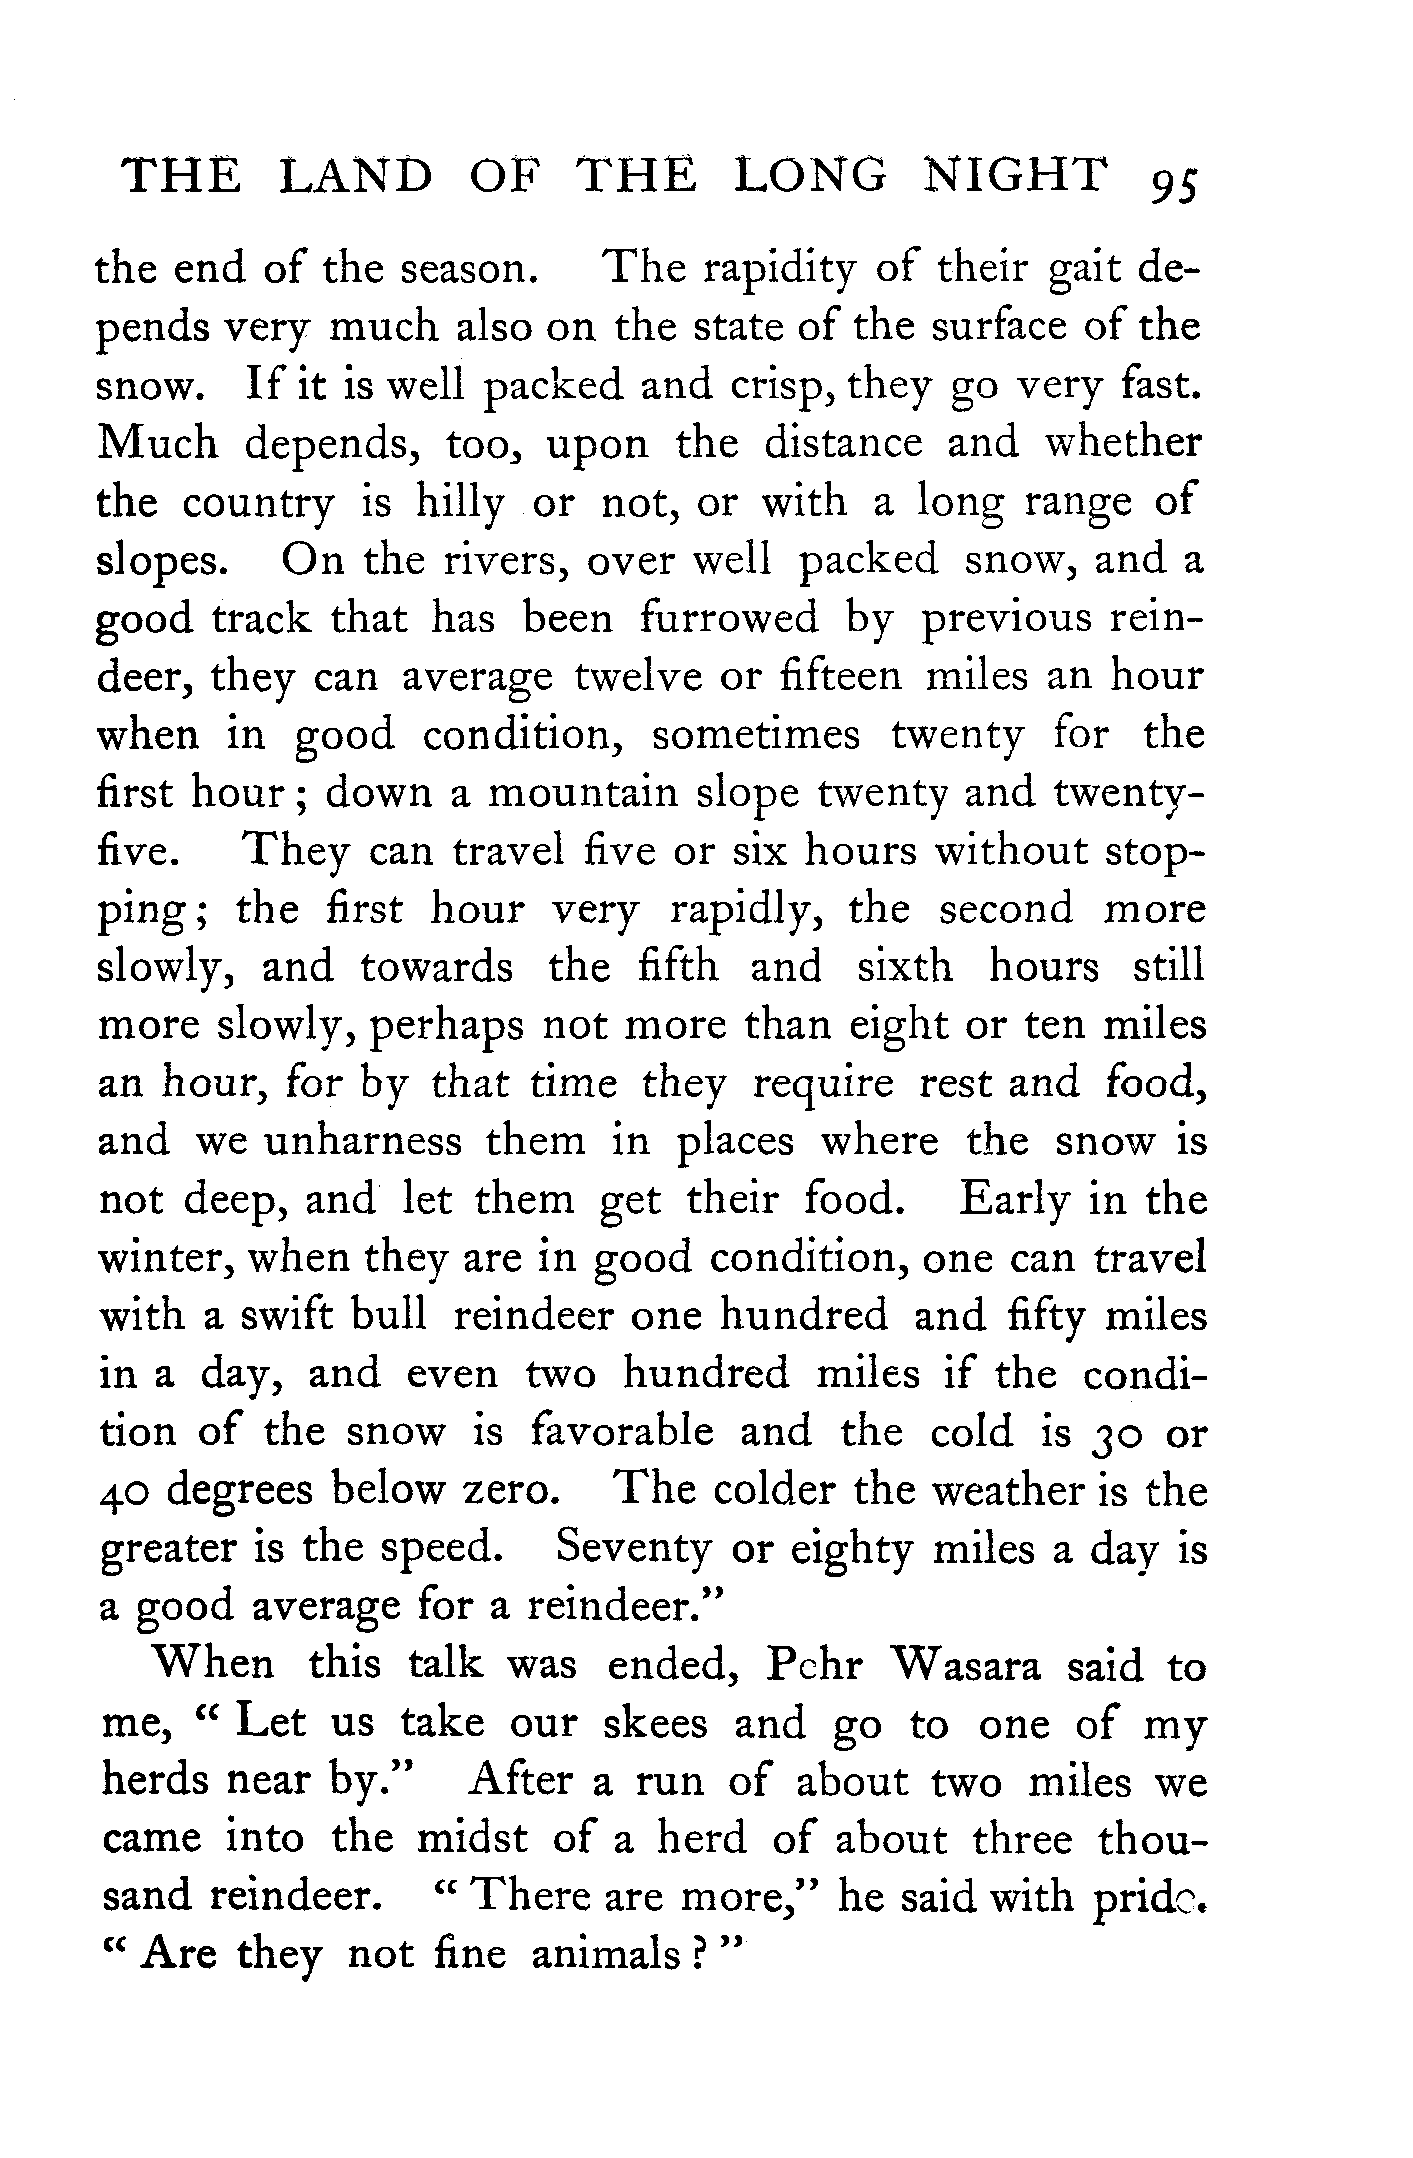 THE LAND OF THE LONG NIGHT 95
the end of the season. The rapidity of their gait de-
pends very much also on the state of the surface of the
snow. If it is well packed and crisp, they go very fast.
Much depends, too, upon the distance and whether
the country is hilly or not, or with a long range of
slopes. On the rivers, over well packed snow, and a
good track that has been furrowed by previous rein-
deer, they can average twelve or fifteen miles an hour
when in good condition, sometimes twenty for the
first hour; down a mountain slope twenty and twenty-
five. They can travel five or six hours without stop-
ping; the first hour very rapidly, the second more
slowly, and towards the fifth and sixth hours still
more slowly, perhaps not more than eight or ten miles
an hour, for by that time they require rest and food,
and we unharness them in places where the snow is
not deep, and let them get their food. Early in the
winter, when they are in good condition, one can travel
with a swift bull reindeer one hundred and fifty miles
in a day, and even two hundred miles if the condi-
tion of the snow is favorable and the cold is 30 or
40 degrees below zero. The colder the weather is the
greater is the speed. Seventy or eighty miles a day is
a good average for a reindeer.”
When this talk was ended, Pehr Wasara said to
me, “Let us take our skees and go to one of my
herds near by.” After a run of about two miles we
came into the midst of a herd of about three thou-
sand reindeer. “There are more,” he said with pride.
“Are they not fine animals?”